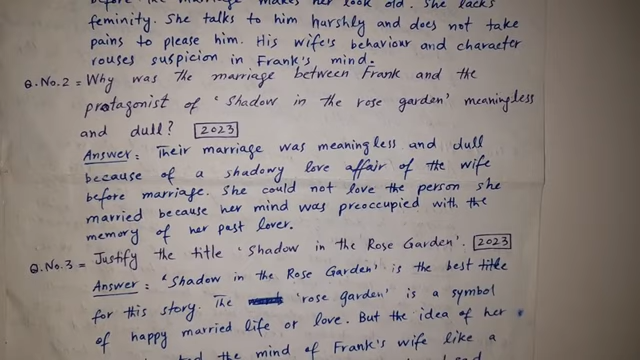 before the marriage makes her look old. She lacks
feminity. She talks to him harshly and does not take
pains to please him. His wife's behaviour and character
rouses suspicion in Frank's mind.
Q.No.2 = Why was the marriage between Frank and the
protagonist of 'Shadow in the rose garden' meaningless
and dull? 2023
Answer: Their marriage was meaningless and dull
because of a shadowy love affair of the wife
before marriage. She could not love the person she
married because her mind was preoccupied with the
memory of her past lover.
Q.No.3 = Justify the title 'Shadow in the Rose Garden'. 2023
Answer: 'Shadow in the Rose Garden' is the best title
for this story. The 'rose garden' is a symbol
of happy married life or love. But the idea of her
the mind of Frank's wife like a